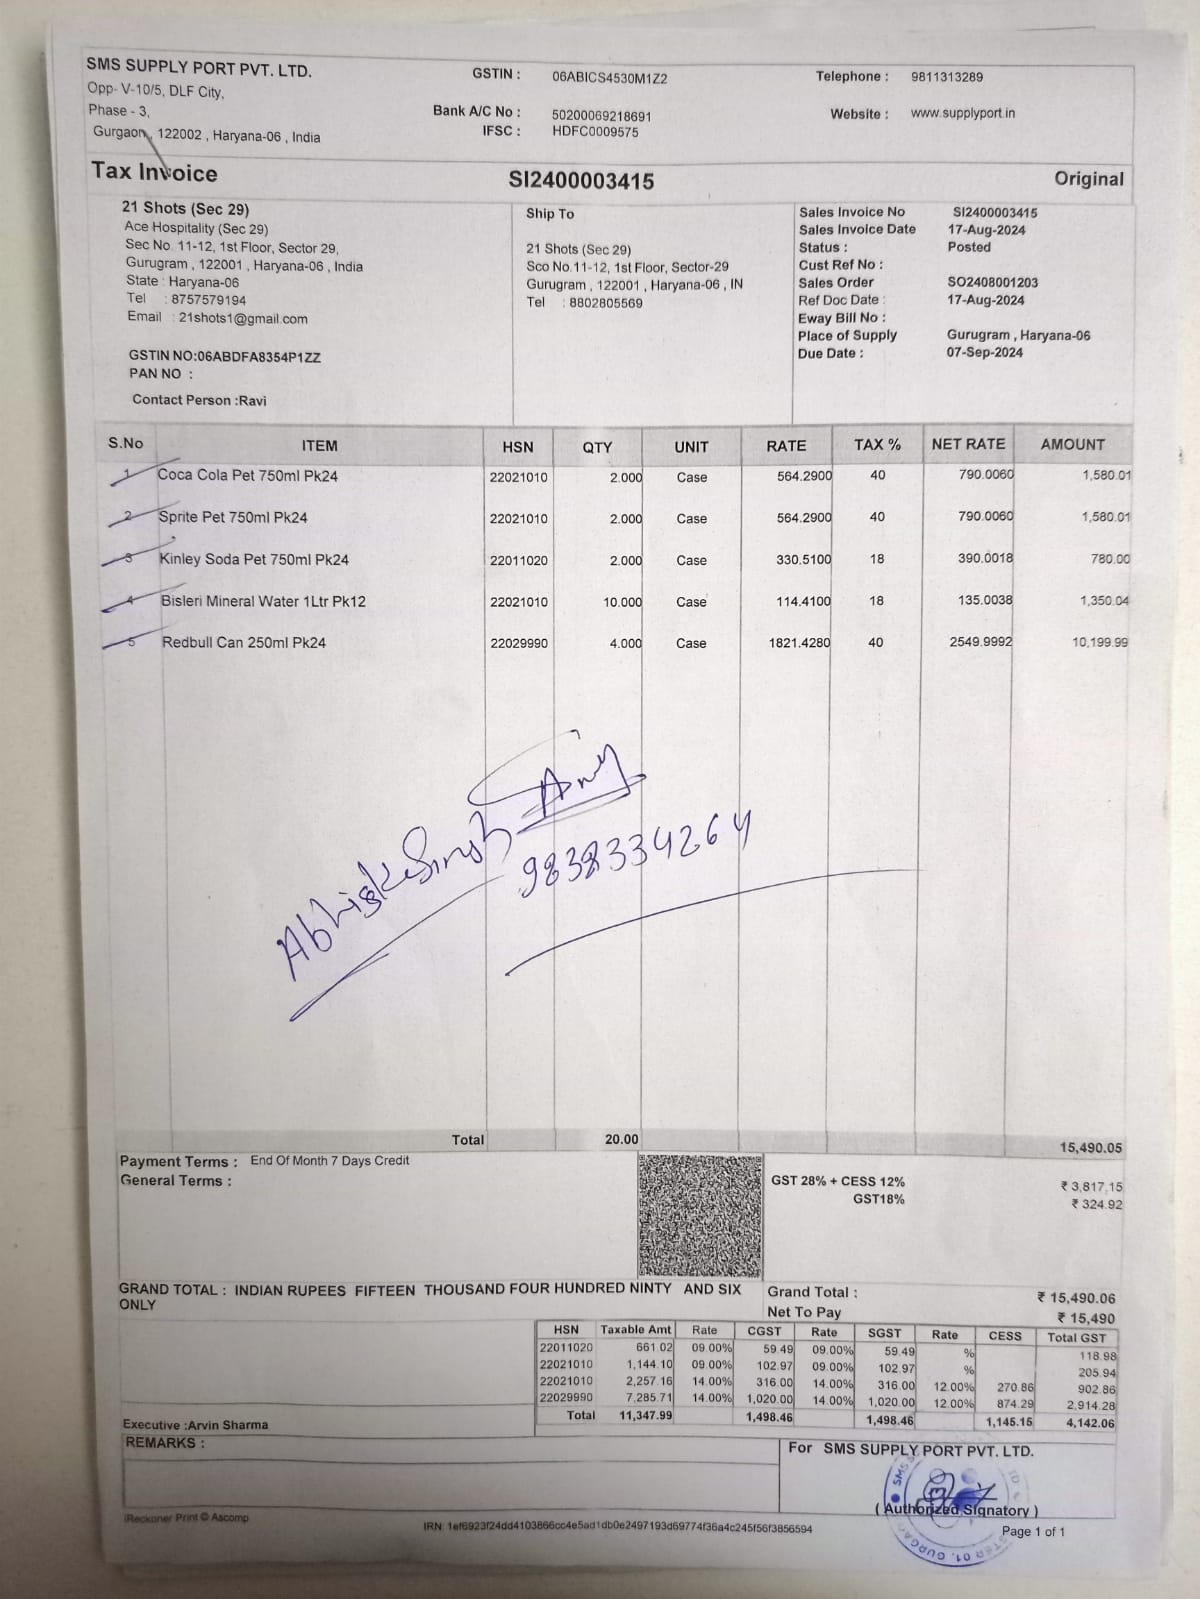 SMS SUPPLY PORT PVT. LTD.
Opp- V-10/5, DLF City,
Phase - 3,
Gurgaon, 122002 , Haryana-06 , India
GSTIN : 06ABICS4530M1Z2
Bank A/C No : 50200069218691
IFSC : HDFC0009575
Telephone : 9811313289
Website : www.supplyport.in
Tax Invoice SI2400003415 Original
21 Shots (Sec 29)
Ace Hospitality (Sec 29)
Sec No. 11-12, 1st Floor, Sector 29,
Gurugram , 122001 , Haryana-06 , India
State : Haryana-06
Tel : 8757579194
Email : 21shots1@gmail.com
GSTIN NO:06ABDFA8354P1ZZ
PAN NO :
Contact Person :Ravi
Ship To
21 Shots (Sec 29)
Sco No.11-12, 1st Floor, Sector-29
Gurugram , 122001 , Haryana-06 , IN
Tel : 8802805569
Sales Invoice No SI2400003415
Sales Invoice Date 17-Aug-2024
Status : Posted
Cust Ref No :
Sales Order SO2408001203
Ref Doc Date : 17-Aug-2024
Eway Bill No :
Place of Supply Gurugram , Haryana-06
Due Date : 07-Sep-2024
S.No ITEM HSN QTY UNIT RATE TAX % NET RATE AMOUNT
1 Coca Cola Pet 750ml Pk24 22021010 2.000 Case 564.2900 40 790.0060 1,580.01
2 Sprite Pet 750ml Pk24 22021010 2.000 Case 564.2900 40 790.0060 1,580.01
3 Kinley Soda Pet 750ml Pk24 22011020 2.000 Case 330.5100 18 390.0018 780.00
4 Bisleri Mineral Water 1Ltr Pk12 22021010 10.000 Case 114.4100 18 135.0038 1,350.04
5 Redbull Can 250ml Pk24 22029990 4.000 Case 1821.4280 40 2549.9992 10,199.99
9838334264
Total 20.00 15,490.05
Payment Terms : End Of Month 7 Days Credit
General Terms :
GST 28% + CESS 12% ₹ 3,817.15
GST18% ₹ 324.92
GRAND TOTAL : INDIAN RUPEES FIFTEEN THOUSAND FOUR HUNDRED NINTY AND SIX
ONLY
Grand Total : ₹ 15,490.06
Net To Pay ₹ 15,490
HSN Taxable Amt Rate CGST Rate SGST Rate CESS Total GST
22011020 661.02 09.00% 59.49 09.00% 59.49 % 118.98
22021010 1,144.10 09.00% 102.97 09.00% 102.97 % 205.94
22021010 2,257.16 14.00% 316.00 14.00% 316.00 12.00% 270.86 902.86
22029990 7,285.71 14.00% 1,020.00 14.00% 1,020.00 12.00% 874.29 2,914.28
Total 11,347.99 1,498.46 1,498.46 1,145.15 4,142.06
Executive :Arvin Sharma
REMARKS :
For SMS SUPPLY PORT PVT. LTD.
( Authorized Signatory )
iReckoner Print © Ascomp
IRN: 1ef6923f24dd4103866cc4e5ad1db0e2497193d69774f36a4c245f56f3856594
Page 1 of 1